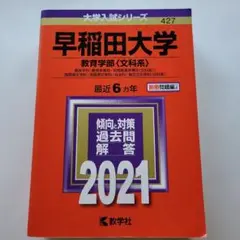 大学入試シリーズ
427
早稲田大学
教育学部〈文科系〉
最近6カ年
傾向と対策
過去問
解答
2021
教学社